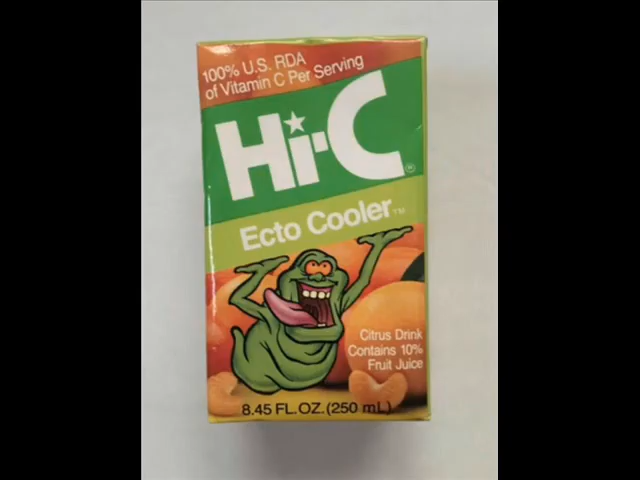 100% U.S. RDA
of Vitamin C Per Serving
Hi-C®
Ecto Cooler™
Citrus Drink
Contains 10%
Fruit Juice
8.45 FL. OZ. (250 mL)